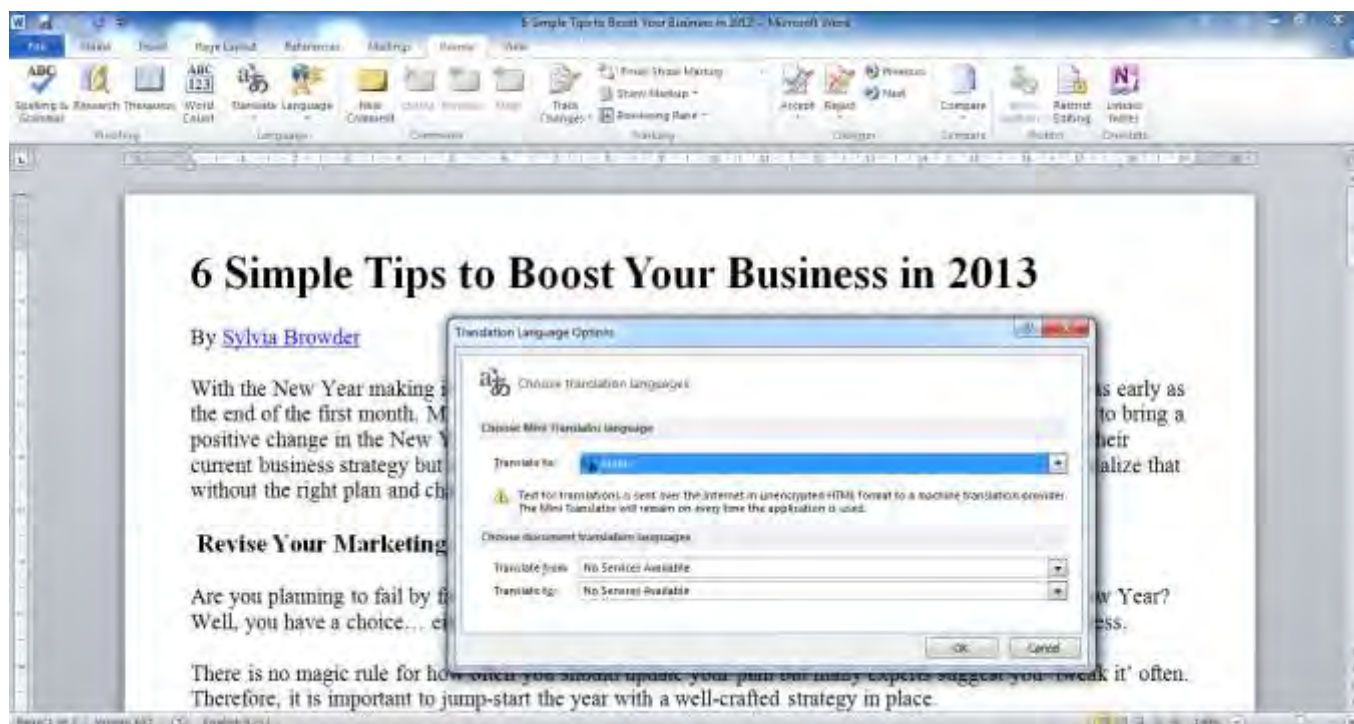 6 Simple Tips to Boost Your Business in 2013 - Microsoft Word
File Home Insert Page Layout References Mailings Review View
ABC
ABC
123
Spelling & Grammar Research Thesaurus Word Count Translate Language New Comment Track Changes
Final: Show Markup
Show Markup
Reviewing Pane
Accept Reject
Previous
Next
Compare
Restrict Editing
Linked Notes
Proofing Language Comments Tracking Changes Compare Protect OneNote
6 Simple Tips to Boost Your Business in 2013
By Sylvia Browder
With the New Year making
as early as
the end of the first month.
to bring a
positive change in the New
heir
current business strategy but
alize that
without the right plan and
Revise Your Marketing
Are you planning to fail by
w Year?
Well, you have a choice…
ess.
There is no magic rule for how often you should update your plan but many experts suggest you ‘tweak it’ often.
Therefore, it is important to jump-start the year with a well-crafted strategy in place.
Translation Language Options
Choose translation languages
Choose Mini Translator language
Translate to:
Text for translations is sent over the Internet in unencrypted HTML format to a machine translation provider.
The Mini Translator will remain on every time the application is used.
Choose document translation languages
Translate from: No Services Available
Translate to: No Services Available
OK Cancel